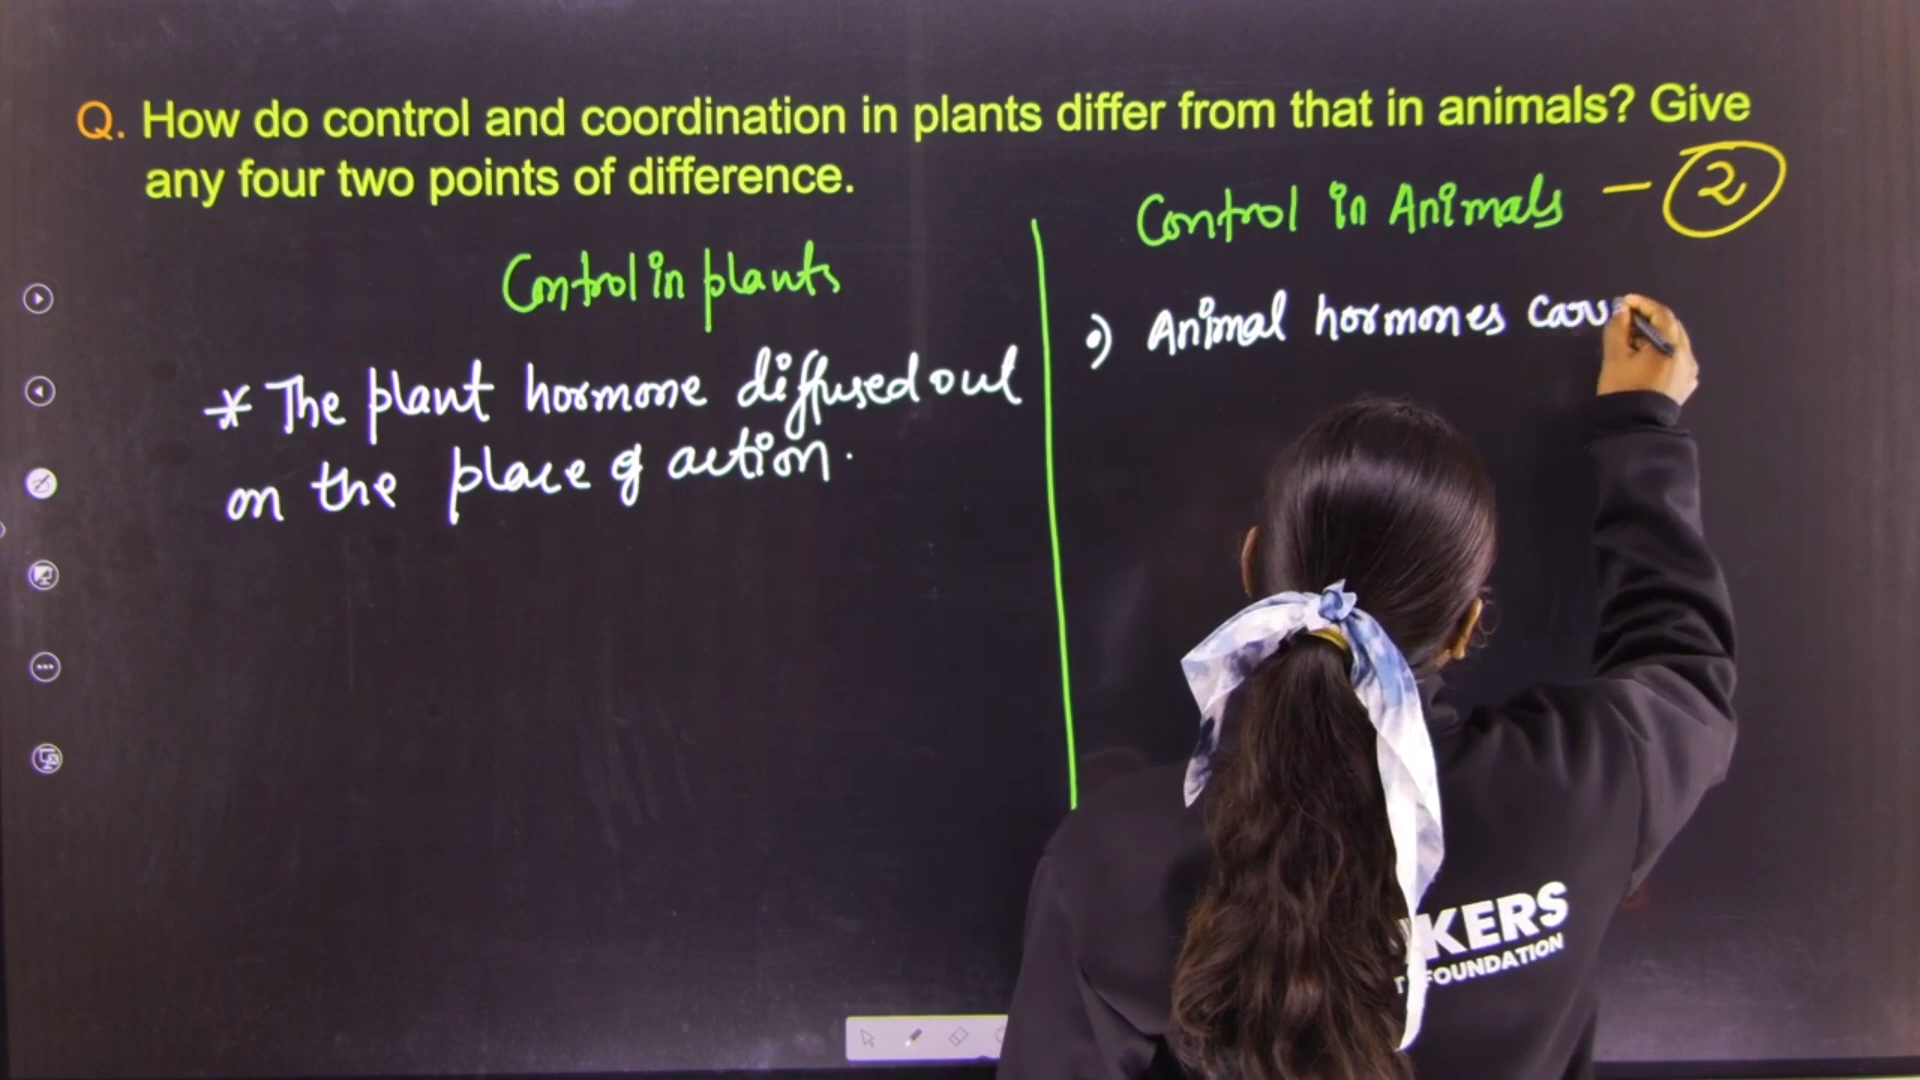 Q. How do control and coordination in plants differ from that in animals? Give
any four two points of difference.
Control in Animals - 2
Control in plants
Animal hormones
* The plant hormone diffused out
on the place of action.
KERS
FOUNDATION